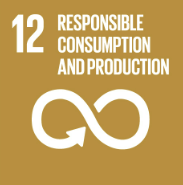 12 RESPONSIBLE
CONSUMPTION
AND PRODUCTION